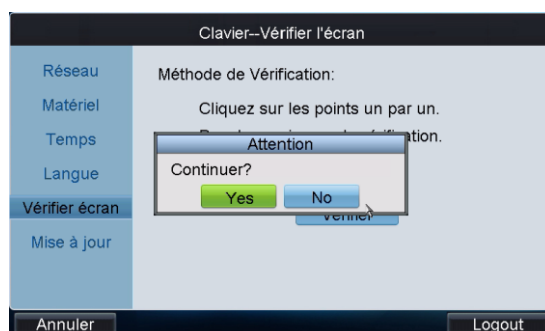 Clavier--Vérifier l'écran
Réseau
Matériel
Temps
Langue
Vérifier écran
Mise à jour
Méthode de Vérification:
Cliquez sur les points un par un.
Attention
Continuer?
Yes No
Vérifier
Annuler Logout